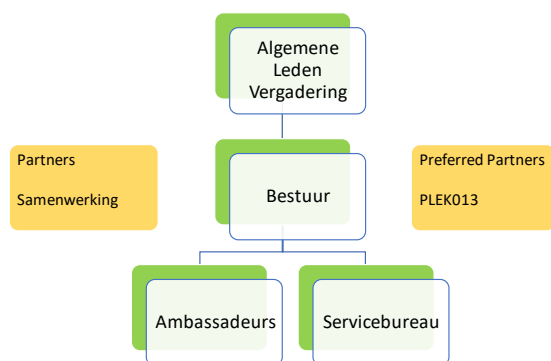 Algemene
Leden
Vergadering
Partners
Samenwerking
Bestuur
Preferred Partners
PLEK013
Ambassadeurs
Servicebureau